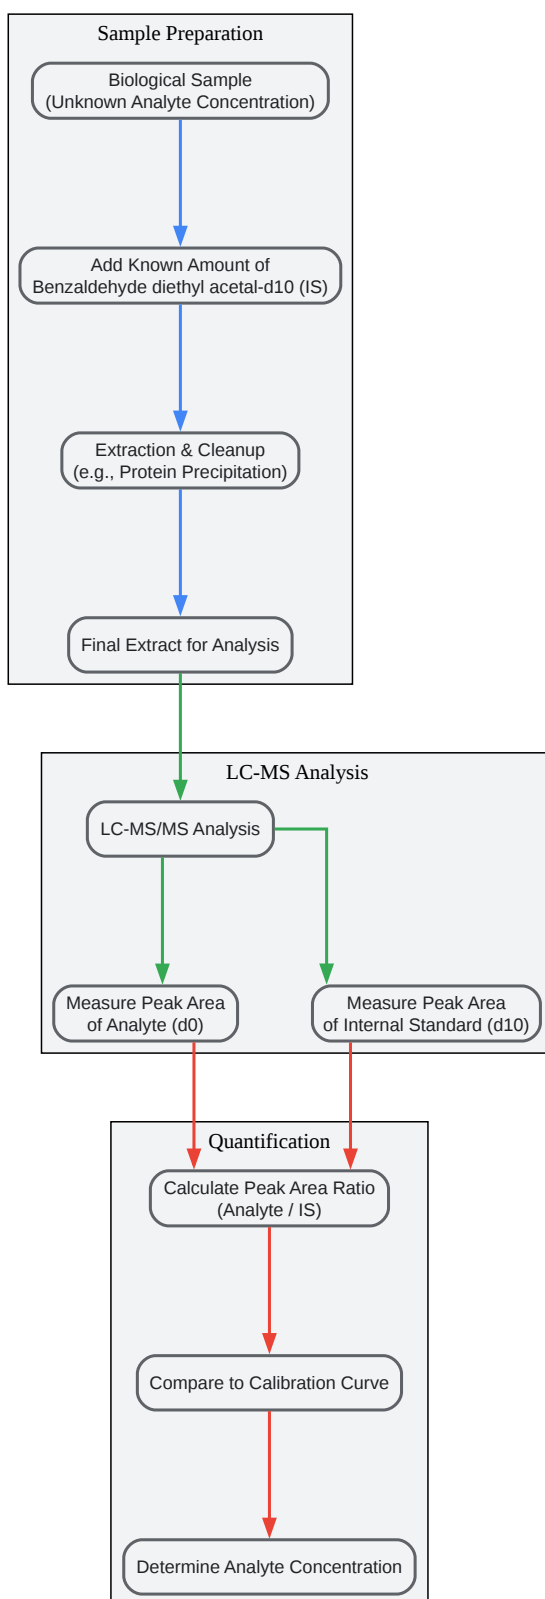 Sample Preparation
Biological Sample
(Unknown Analyte Concentration)
Add Known Amount of
Benzaldehyde diethyl acetal-d10 (IS)
Extraction & Cleanup
(e.g., Protein Precipitation)
Final Extract for Analysis
LC-MS Analysis
LC-MS/MS Analysis
Measure Peak Area
of Analyte (d0)
Measure Peak Area
of Internal Standard (d10)
Quantification
Calculate Peak Area Ratio
(Analyte / IS)
Compare to Calibration Curve
Determine Analyte Concentration